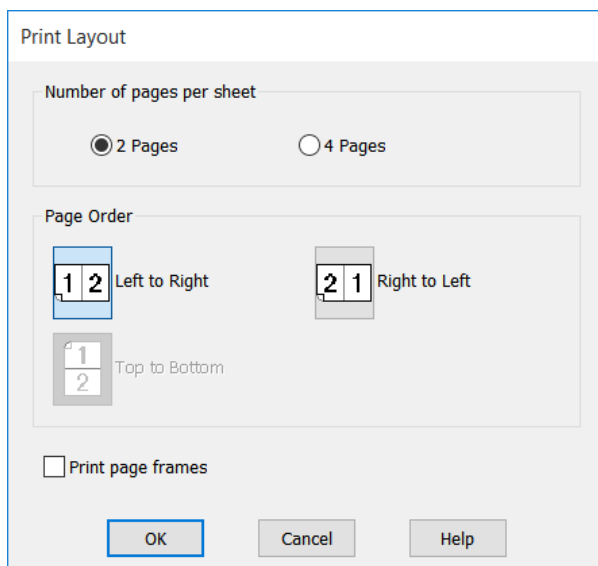 Print Layout
Number of pages per sheet
2 Pages 4 Pages
Page Order
1 2 Left to Right 2 1 Right to Left
1
2
Top to Bottom
Print page frames
OK Cancel Help